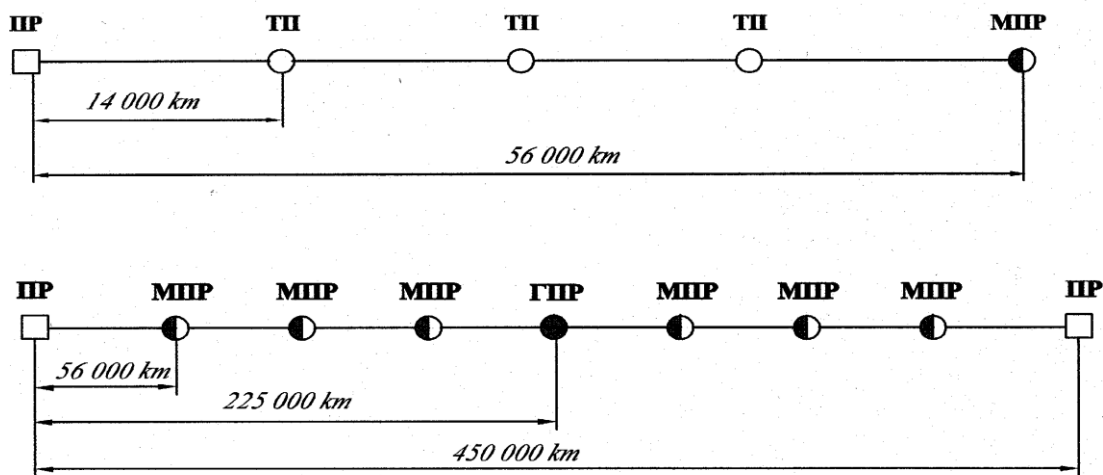 ПР ТП ТП ТП МПР
14 000 km
56 000 km
ПР МПР МПР МПР ГПР МПР МПР МПР ПР
56 000 km
225 000 km
450 000 km